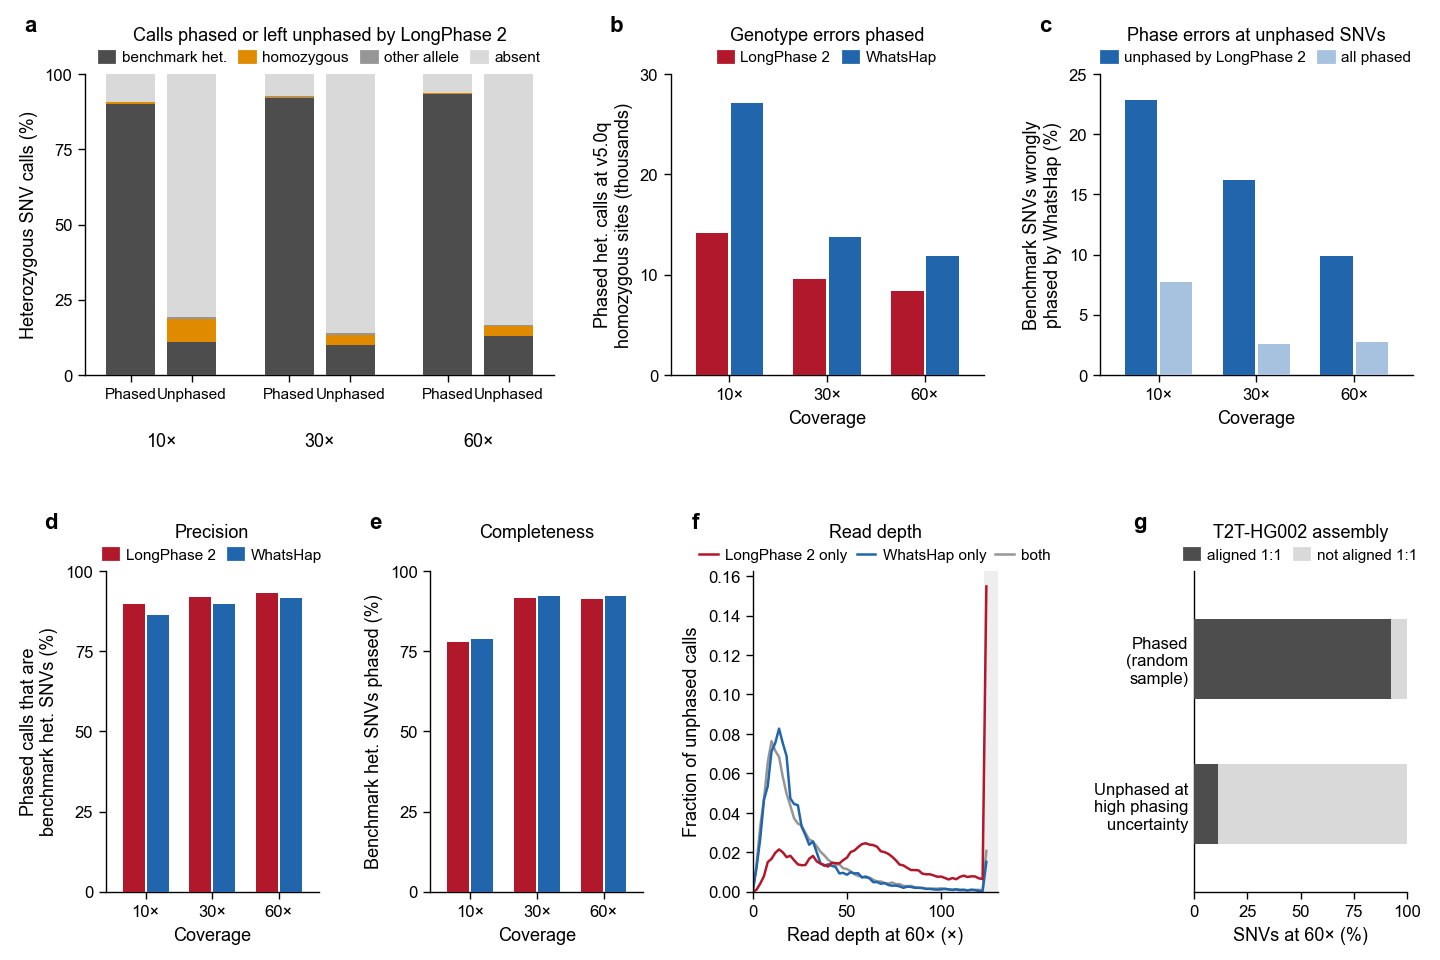 a
Calls phased or left unphased by LongPhase 2
benchmark het. homozygous other allele absent
Heterozygous SNV calls (%)
100
75
50
25
0
Phased Unphased Phased Unphased Phased Unphased
10× 30× 60×
b
Genotype errors phased
LongPhase 2 WhatsHap
Phased het. calls at v5.0q
homozygous sites (thousands)
30
20
10
0
10× 30× 60×
Coverage
c
Phase errors at unphased SNVs
unphased by LongPhase 2 all phased
Benchmark SNVs wrongly
phased by WhatsHap (%)
25
20
15
10
5
0
10× 30× 60×
Coverage
d
Precision
LongPhase 2 WhatsHap
Phased calls that are
benchmark het. SNVs (%)
100
75
50
25
0
10× 30× 60×
Coverage
e
Completeness
Benchmark het. SNVs phased (%)
100
75
50
25
0
10× 30× 60×
Coverage
f
Read depth
LongPhase 2 only WhatsHap only both
Fraction of unphased calls
0.16
0.14
0.12
0.10
0.08
0.06
0.04
0.02
0.00
0 50 100
Read depth at 60× (×)
g
T2T-HG002 assembly
aligned 1:1 not aligned 1:1
Phased
(random
sample)
Unphased at
high phasing
uncertainty
0 25 50 75 100
SNVs at 60× (%)